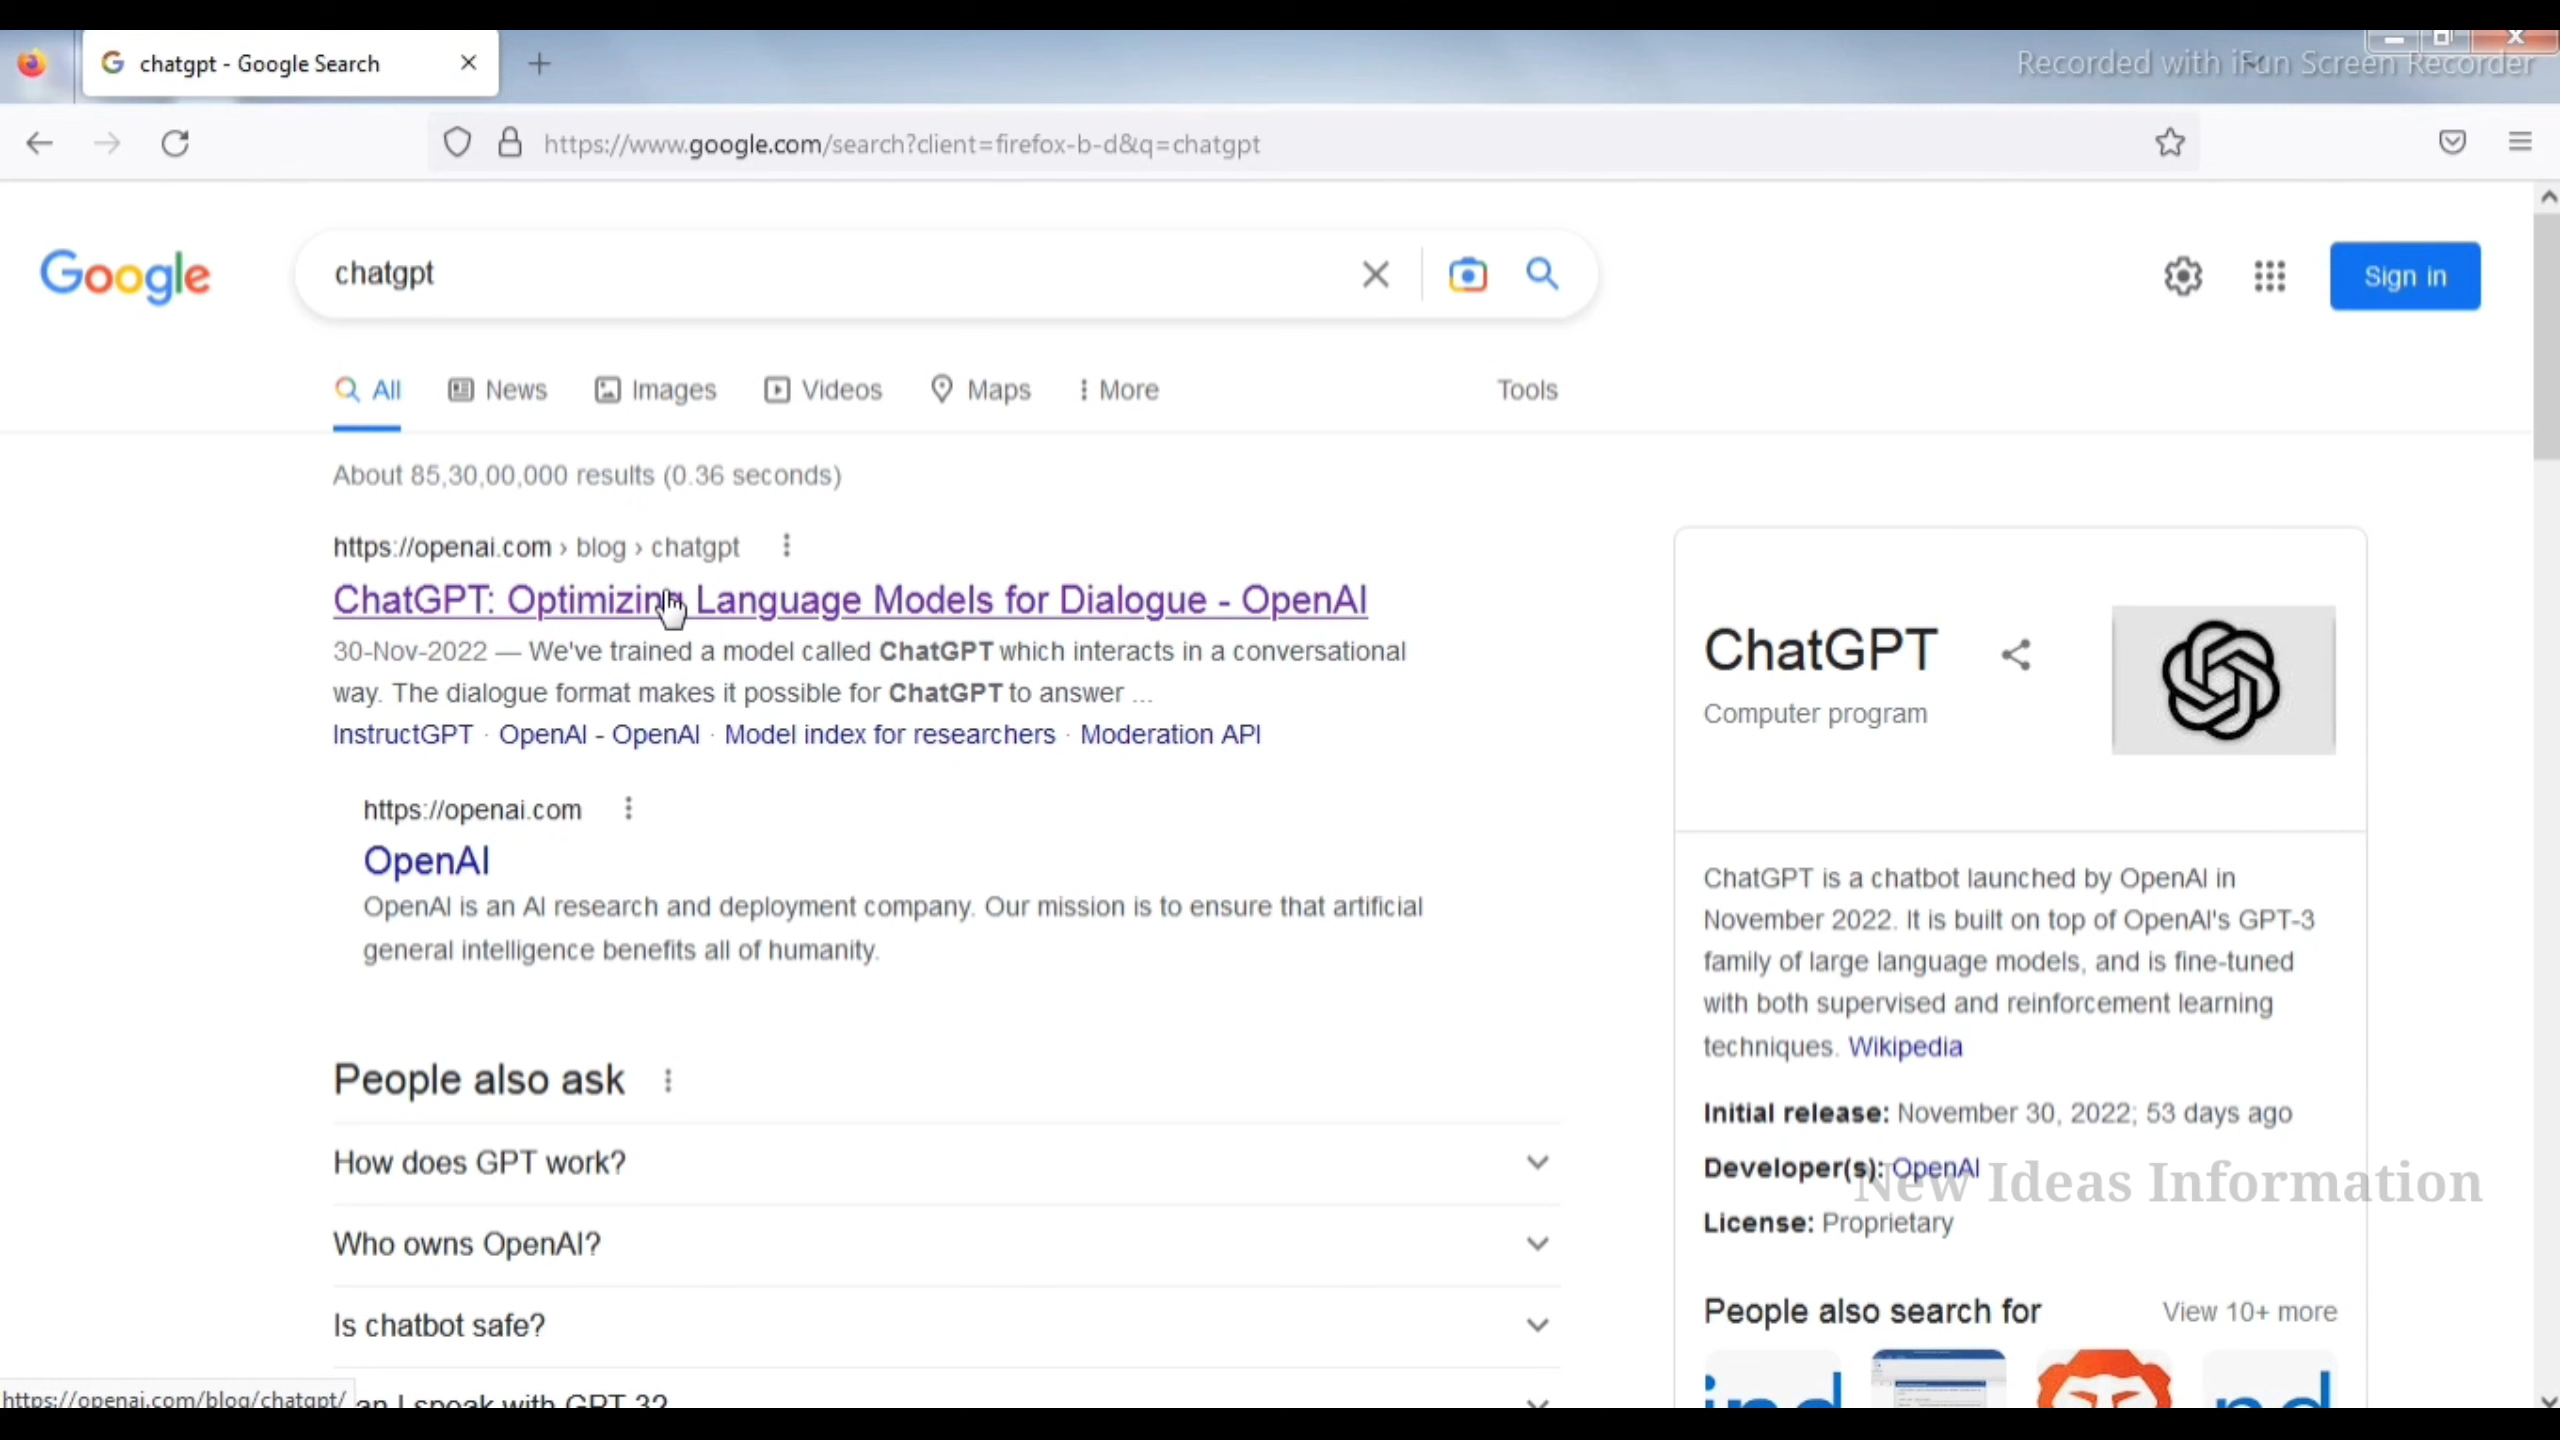 chatgpt - Google Search
Recorded with iFun Screen Recorder
https://www.google.com/search?client=firefox-b-d&q=chatgpt
Google
chatgpt
Sign in
All News Images Videos Maps More Tools
About 85,30,00,000 results (0.36 seconds)
https://openai.com › blog › chatgpt
ChatGPT: Optimizing Language Models for Dialogue - OpenAI
30-Nov-2022 — We've trained a model called ChatGPT which interacts in a conversational
way. The dialogue format makes it possible for ChatGPT to answer ...
InstructGPT · OpenAI - OpenAI · Model index for researchers · Moderation API
https://openai.com
OpenAI
OpenAI is an AI research and deployment company. Our mission is to ensure that artificial
general intelligence benefits all of humanity.
People also ask
How does GPT work?
Who owns OpenAI?
Is chatbot safe?
an I speak with GPT 3?
https://openai.com/blog/chatgpt/
ChatGPT
Computer program
ChatGPT is a chatbot launched by OpenAI in
November 2022. It is built on top of OpenAI's GPT-3
family of large language models, and is fine-tuned
with both supervised and reinforcement learning
techniques. Wikipedia
Initial release: November 30, 2022; 53 days ago
Developer(s): OpenAI
New Ideas Information
License: Proprietary
People also search for
View 10+ more